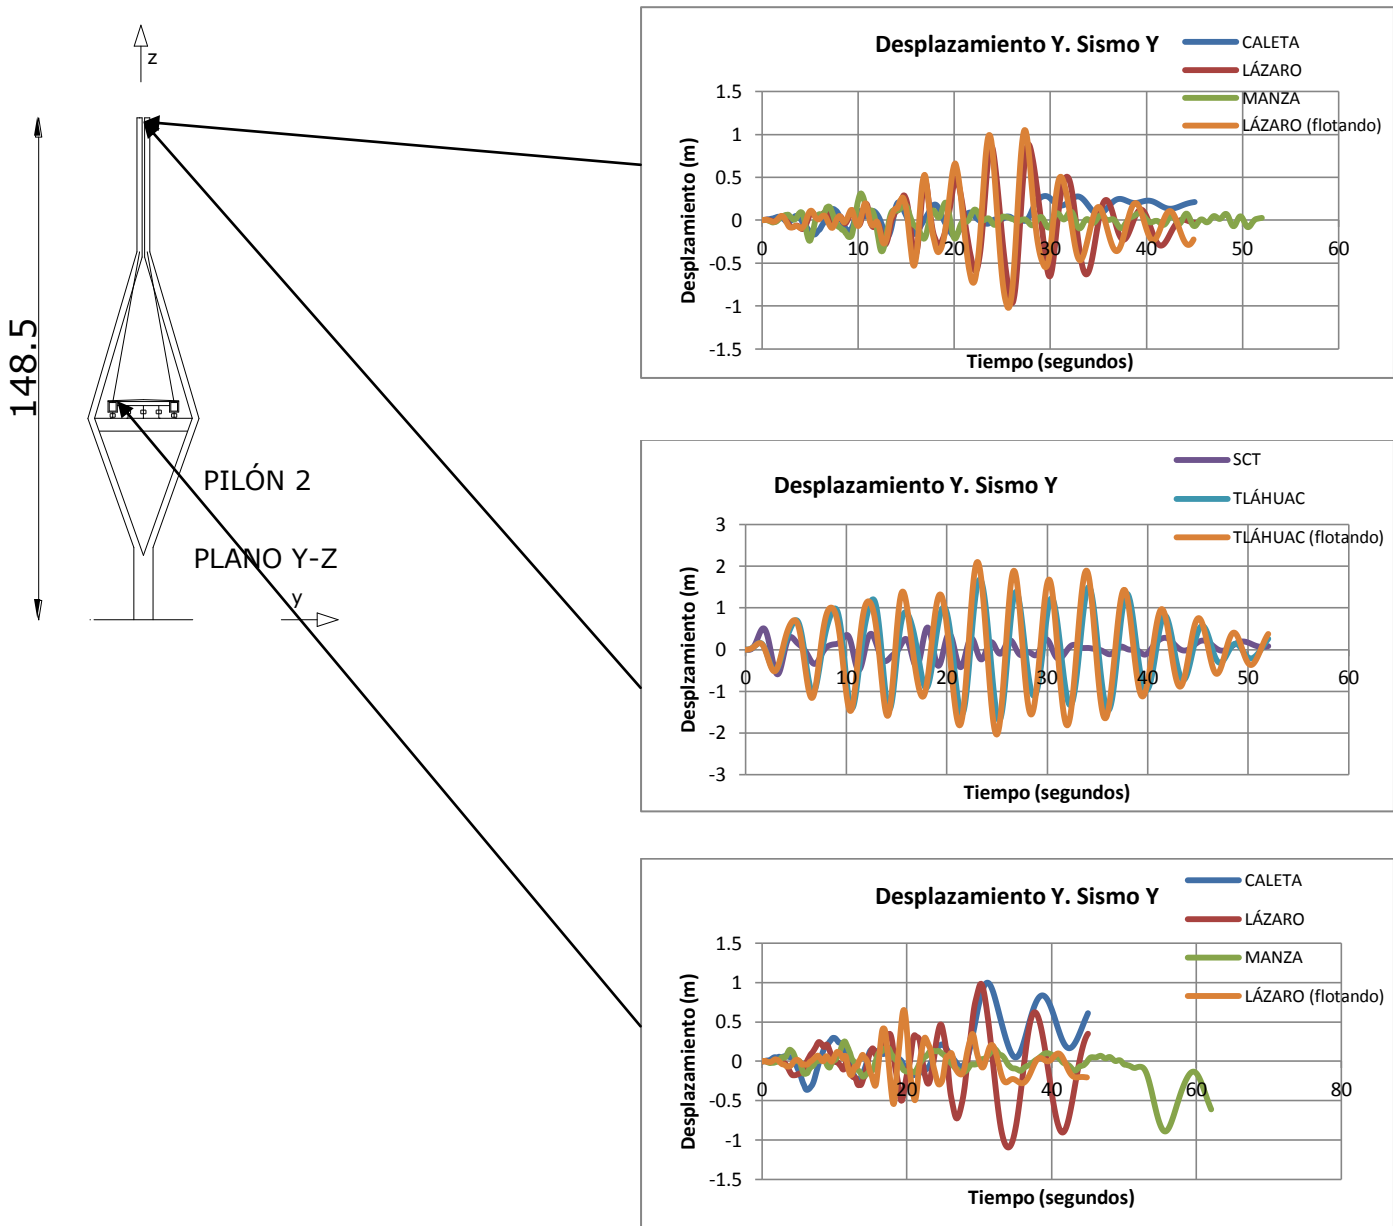 z
148.5
PILÓN 2
PLANO Y-Z
y
Desplazamiento Y. Sismo Y
CALETA
LÁZARO
MANZA
LÁZARO (flotando)
Desplzamiento (m)
1.5
1
0.5
0
-0.5
-1
-1.5
0 10 20 30 40 50 60
Tiempo (segundos)
Desplazamiento Y. Sismo Y
SCT
TLÁHUAC
TLÁHUAC (flotando)
Desplzamiento (m)
3
2
1
0
-1
-2
-3
0 10 20 30 40 50 60
Tiempo (segundos)
Desplazamiento Y. Sismo Y
CALETA
LÁZARO
MANZA
LÁZARO (flotando)
Desplzamiento (m)
1.5
1
0.5
0
-0.5
-1
-1.5
0 20 40 60 80
Tiempo (segundos)